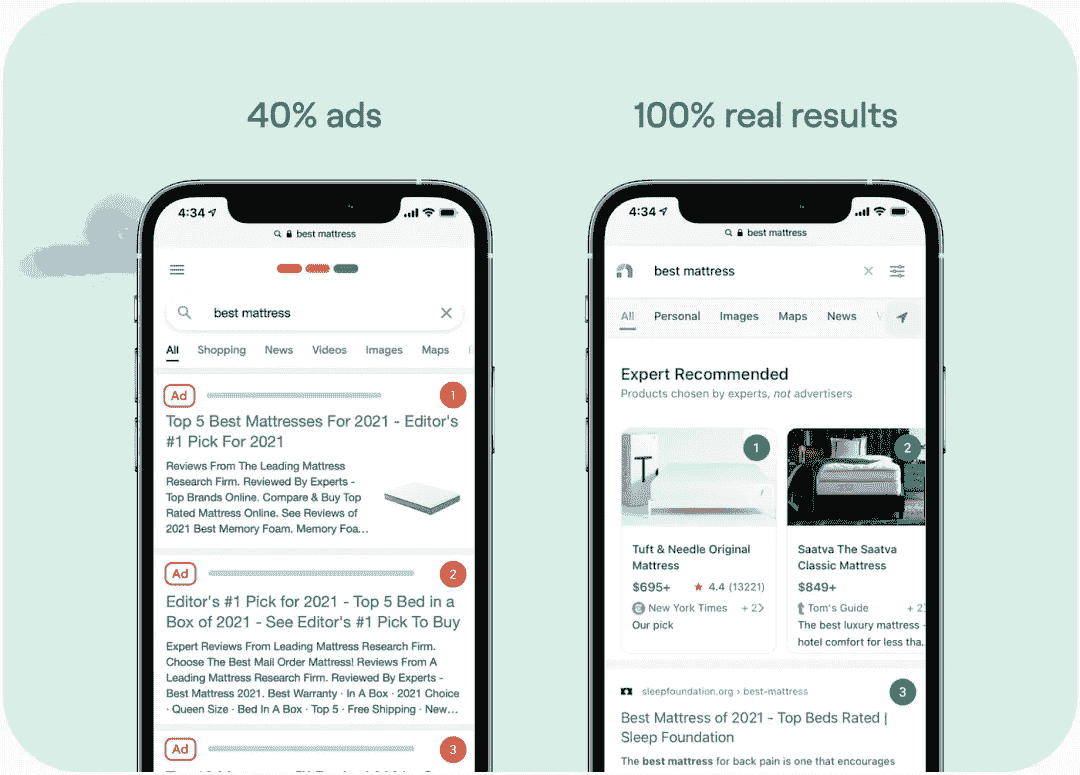 40% ads
100% real results
4:34
best mattress
best mattress
All Shopping News Videos Images Maps
Ad
1
Top 5 Best Mattresses For 2021 - Editor's
#1 Pick For 2021
Reviews From The Leading Mattress
Research Firm. Reviewed By Experts -
Top Brands Online. Compare & Buy Top
Rated Mattress Online. See Reviews of
2021 Best Memory Foam. Memory Foa...
Ad
2
Editor's #1 Pick for 2021 - Top 5 Bed in a
Box of 2021 - See Editor's #1 Pick To Buy
Expert Reviews From Leading Mattress Research Firm.
Choose The Best Mail Order Mattress! Reviews From A
Leading Mattress Research Firm. Reviewed By Experts -
Best Mattress 2021. Best Warranty · In A Box · 2021 Choice
· Queen Size · Bed In A Box · Top 5 · Free Shipping · New...
Ad
3
4:34
best mattress
best mattress
All Personal Images Maps News
Expert Recommended
Products chosen by experts, not advertisers
1
Tuft & Needle Original
Mattress
$695+ ★ 4.4 (13221)
New York Times + 2
Our pick
2
Saatva The Saatva
Classic Mattress
$849+
Tom's Guide + 2
The best luxury mattress -
hotel comfort for less tha...
sleepfoundation.org › best-mattress
3
Best Mattress of 2021 - Top Beds Rated |
Sleep Foundation
The best mattress for back pain is one that encourages